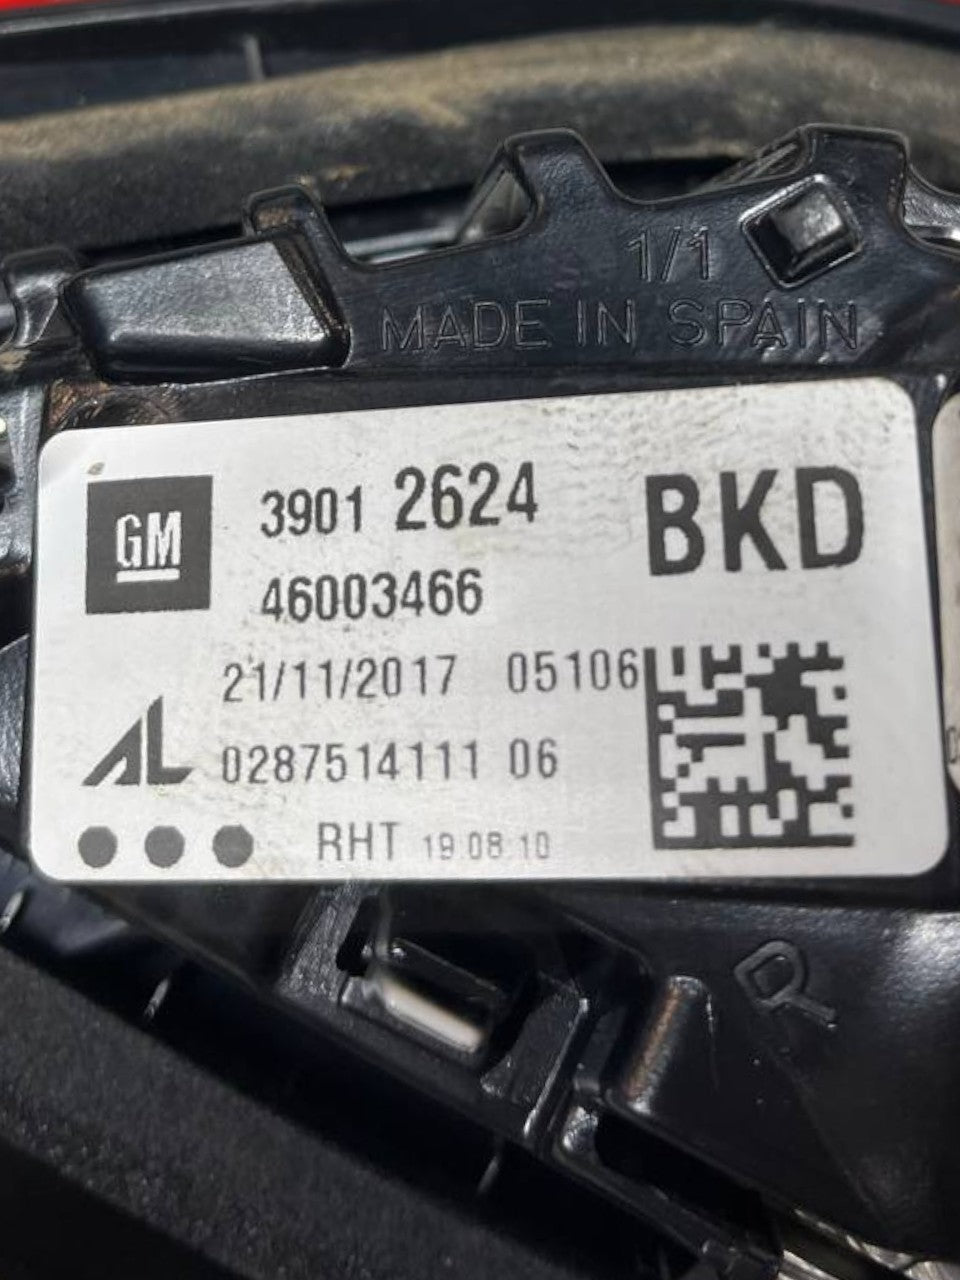 1/1
MADE IN SPAIN
GM 3901 2624 BKD
46003466
21/11/2017 05106
AL 0287514111 06
RHT 19 08 10
R